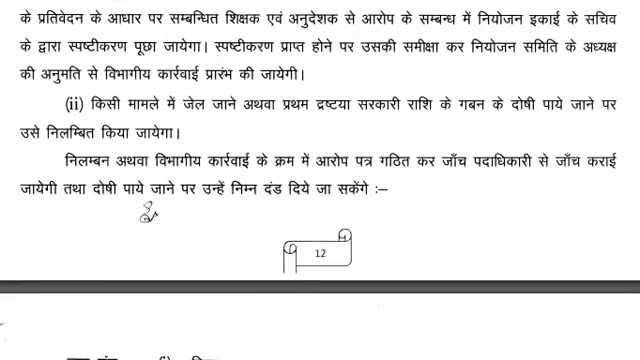 के प्रतिवेदन के आधार पर सम्बन्धित शिक्षक एवं अनुदेशक से आरोप के सम्बन्ध में नियोजन इकाई के सचिव
के द्वारा स्पष्टीकरण पूछा जायेगा। स्पष्टीकरण प्राप्त होने पर उसकी समीक्षा कर नियोजन समिति के अध्यक्ष
की अनुमति से विभागीय कार्रवाई प्रारंभ की जायेगी।
(ii) किसी मामले में जेल जाने अथवा प्रथम द्रष्टया सरकारी राशि के गबन के दोषी पाये जाने पर
उसे निलम्बित किया जायेगा।
निलम्बन अथवा विभागीय कार्रवाई के क्रम में आरोप पत्र गठित कर जाँच पदाधिकारी से जाँच कराई
जायेगी तथा दोषी पाये जाने पर उन्हें निम्न दंड दिये जा सकेंगे :–
12